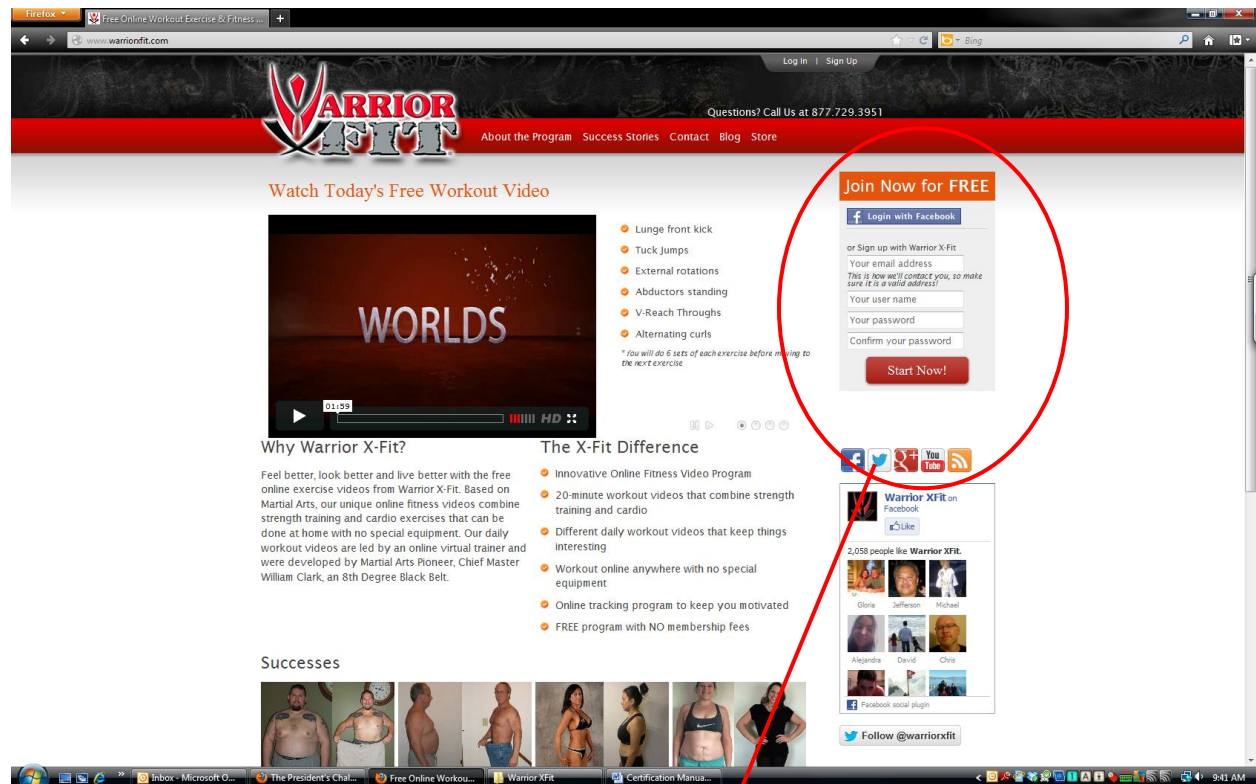 Firefox
Free Online Workout Exercise & Fitness ...
www.warriorxfit.com
Bing
Log In | Sign Up
WARRIOR
X FIT
Questions? Call Us at 877.729.3951
About the Program Success Stories Contact Blog Store
Watch Today's Free Workout Video
WORLDS
01:59
HD
Lunge front kick
Tuck Jumps
External rotations
Abductors standing
V-Reach Throughs
Alternating curls
* You will do 6 sets of each exercise before moving to
the next exercise
Join Now for FREE
f Login with Facebook
or Sign up with Warrior X-Fit
Your email address
This is how we'll contact you, so make
sure it is a valid address!
Your user name
Your password
Confirm your password
Start Now!
Why Warrior X-Fit?
Feel better, look better and live better with the free
online exercise videos from Warrior X-Fit. Based on
Martial Arts, our unique online fitness videos combine
strength training and cardio exercises that can be
done at home with no special equipment. Our daily
workout videos are led by an online virtual trainer and
were developed by Martial Arts Pioneer, Chief Master
William Clark, an 8th Degree Black Belt.
The X-Fit Difference
Innovative Online Fitness Video Program
20-minute workout videos that combine strength
training and cardio
Different daily workout videos that keep things
interesting
Workout online anywhere with no special
equipment
Online tracking program to keep you motivated
FREE program with NO membership fees
f g+ You Tube
Warrior XFit on
Facebook
Like
2,058 people like Warrior XFit.
Gloria Jefferson Michael
Alejandra David Chris
Facebook social plugin
Follow @warriorxfit
Successes
Inbox - Microsoft O...
The President's Chal...
Free Online Workou...
Warrior XFit
Certification Manua...
9:41 AM